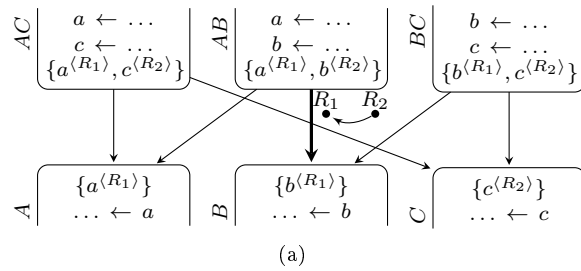 AC
a ← ...
c ← ...
{a^⟨R₁⟩, c^⟨R₂⟩}
AB
a ← ...
b ← ...
{a^⟨R₁⟩, b^⟨R₂⟩}
BC
b ← ...
c ← ...
{b^⟨R₁⟩, c^⟨R₂⟩}
R₁ R₂
A
{a^⟨R₁⟩}
... ← a
B
{b^⟨R₁⟩}
... ← b
C
{c^⟨R₂⟩}
... ← c
(a)